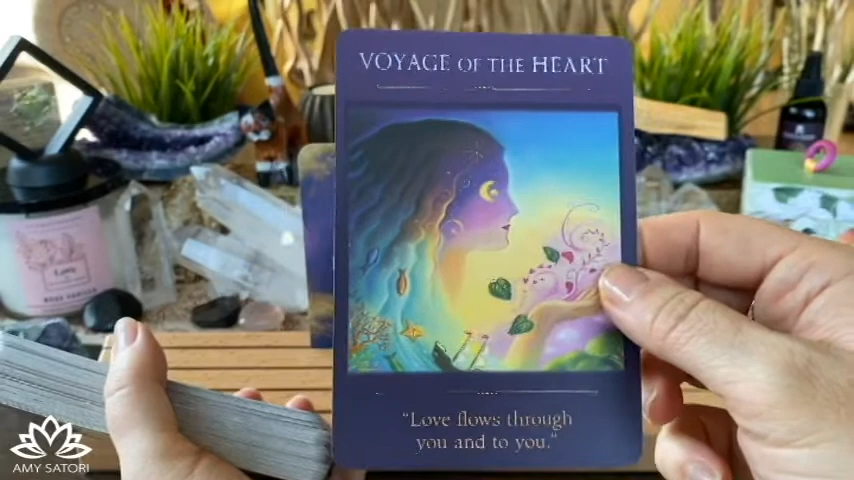 VOYAGE OF THE HEART
"Love flows through
you and to you."
AMY SATORI